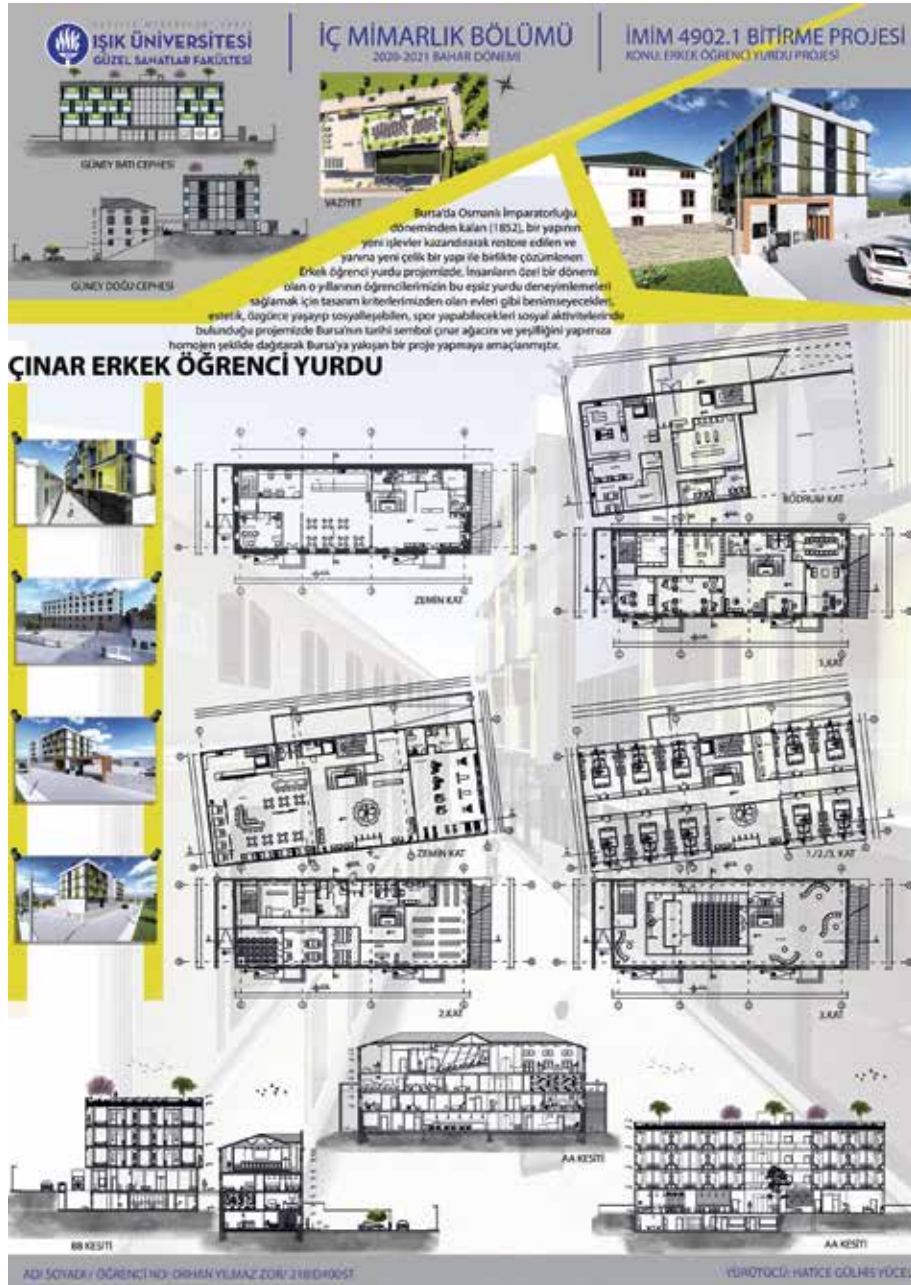 IŞIK ÜNİVERSİTESİ
GÜZEL SANATLAR FAKÜLTESİ
İÇ MİMARLIK BÖLÜMÜ
2020-2021 BAHAR DÖNEMİ
İMİM 4902.1 BİTİRME PROJESİ
KONU: ERKEK ÖĞRENCİ YURDU PROJESİ
GÜNEY BATI CEPHESİ
VAZİYET
GÜNEY DOĞU CEPHESİ
Bursa'da Osmanlı İmparatorluğu
döneminden kalan (1852), bir yapının
yeni işlevler kazandırarak restore edilen ve
yanına yeni çelik bir yapı ile birlikte çözümlenen
Erkek öğrenci yurdu projemizde, İnsanların özel bir dönemi
olan o yıllarının öğrencilerimizin bu eşsiz yurdu deneyimlemeleri
sağlamak için tasarım kriterlerimizden olan evleri gibi benimseyecekleri,
estetik, özgürce yaşayıp sosyalleşebilen, spor yapabilecekleri sosyal aktivitelerinde
bulunduğu projemizde Bursa'nın tarihi sembol çınar ağacını ve yeşilliğini yapımıza
homojen şekilde dağıtarak Bursa'ya yakışan bir proje yapmaya amaçlanmıştır.
ÇINAR ERKEK ÖĞRENCİ YURDU
BODRUM KAT
ZEMİN KAT
1.KAT
ZEMİN KAT
1./2./3. KAT
2.KAT
3.KAT
AA KESİTİ
BB KESİTİ
AA KESİTİ
ADI SOYADI / ÖĞRENCİ NO: ORHAN YILMAZ ZOR/
YÜRÜTÜCÜ: HATİCE GÜLHİS YÜCEL